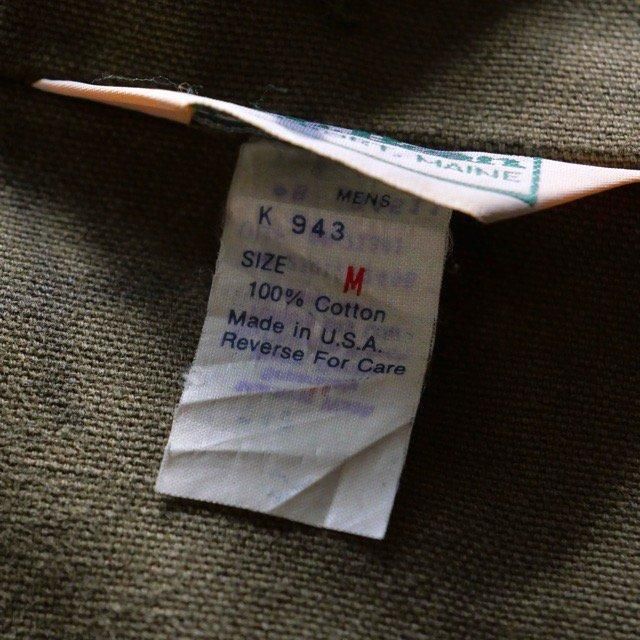 MAINE
MENS
K 943
SIZE M
100% Cotton
Made in U.S.A.
Reverse For Care